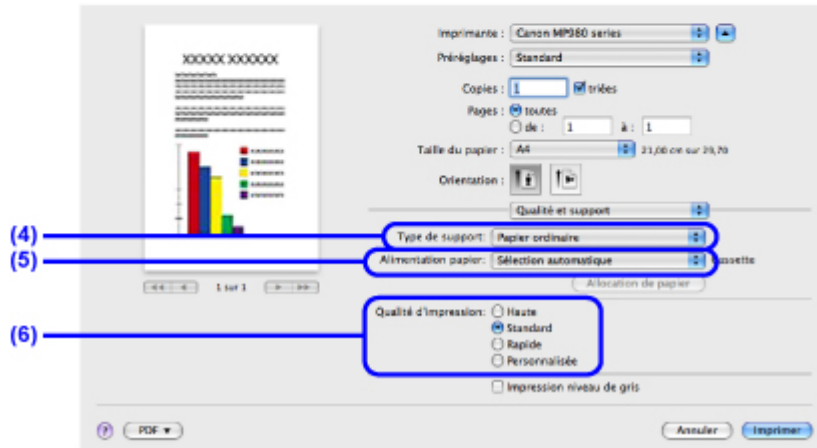 XXXXX XXXXXX
Imprimante : Canon MP980 series
Préréglages : Standard
Copies : 1 triées
Pages : toutes
de : 1 à : 1
Taille du papier : A4 21,00 cm sur 29,70
Orientation :
Qualité et support
(4) Type de support: Papier ordinaire
(5) Alimentation papier: Sélection automatique
Allocation de papier
1 sur 1
(6) Qualité d'impression: Haute
Standard
Rapide
Personnalisée
Impression niveau de gris
? PDF ▼ Annuler Imprimer